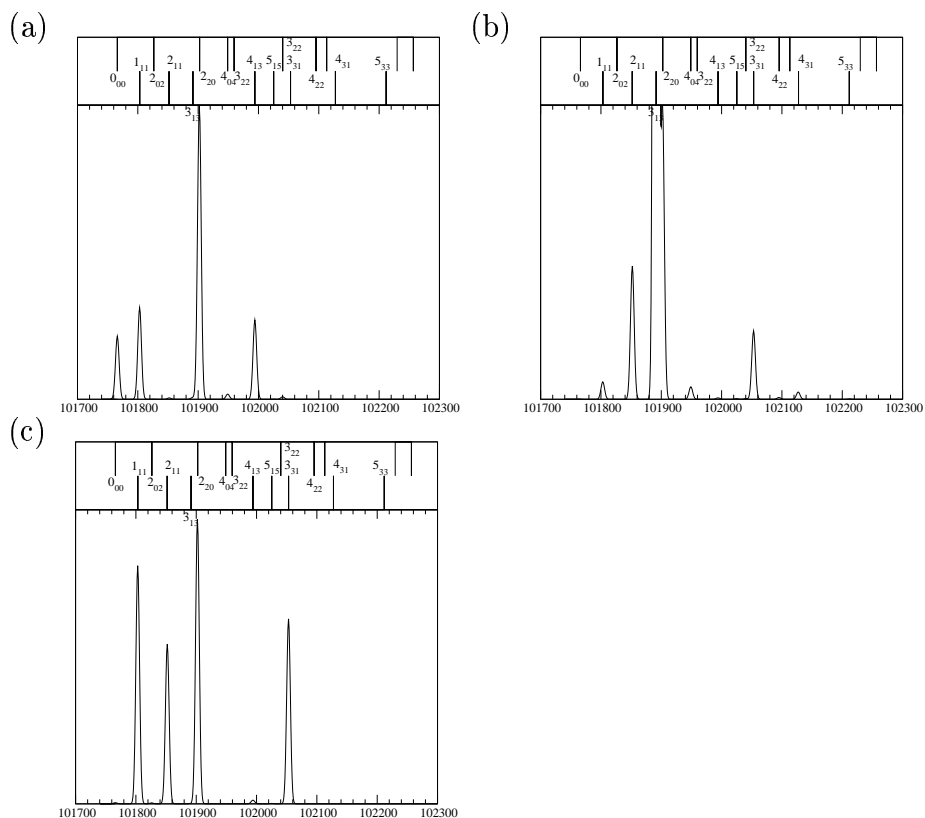 (a)
3₂₂
1₁₁ 2₁₁ 4₁₃ 5₁₅ 3₃₁ 4₃₁ 5₃₃
0₀₀ 2₀₂ 2₂₀ 4₀₄ 3₂₂ 4₂₂
3₁₃
101700 101800 101900 102000 102100 102200 102300
(b)
3₂₂
1₁₁ 2₁₁ 4₁₃ 5₁₅ 3₃₁ 4₃₁ 5₃₃
0₀₀ 2₀₂ 2₂₀ 4₀₄ 3₂₂ 4₂₂
3₁₃
101700 101800 101900 102000 102100 102200 102300
(c)
3₂₂
1₁₁ 2₁₁ 4₁₃ 5₁₅ 3₃₁ 4₃₁ 5₃₃
0₀₀ 2₀₂ 2₂₀ 4₀₄ 3₂₂ 4₂₂
3₁₃
101700 101800 101900 102000 102100 102200 102300